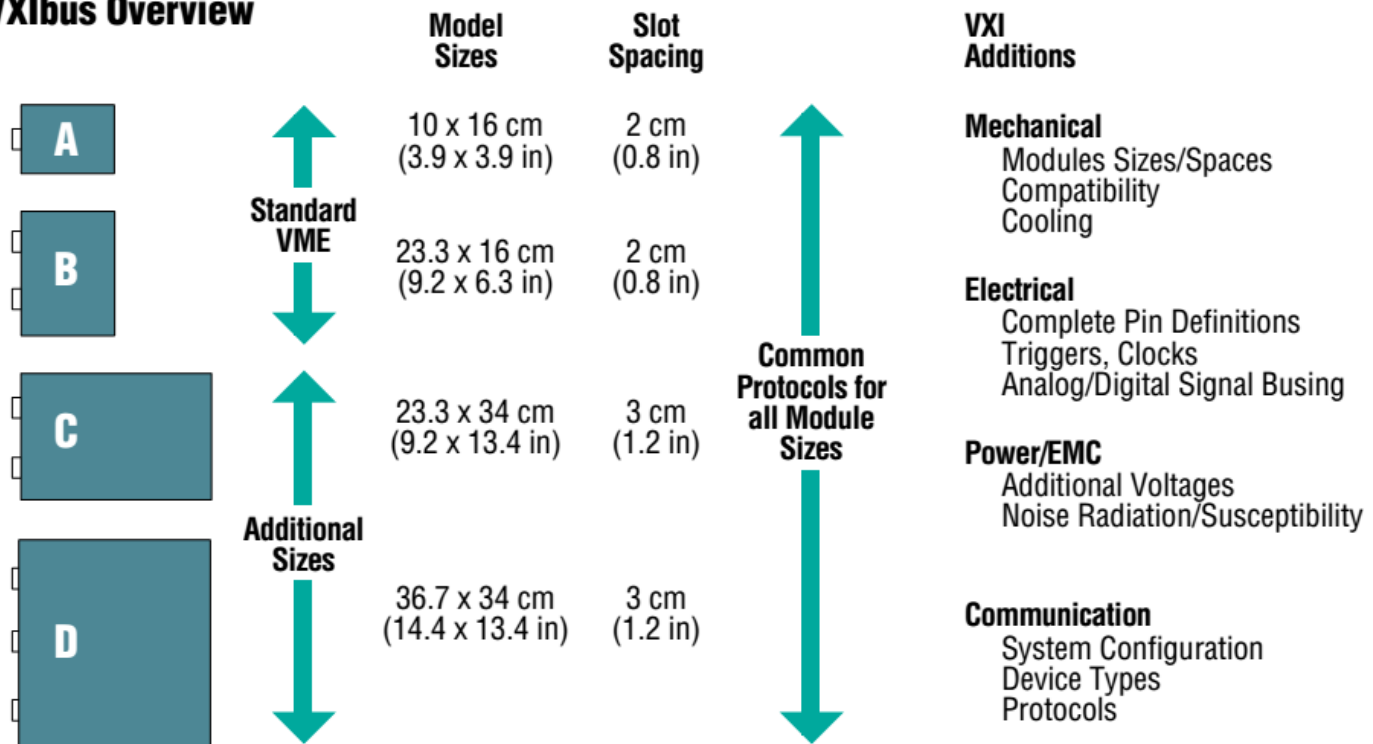 VXIbus Overview
Model
Sizes
Slot
Spacing
VXI
Additions
A
10 x 16 cm
(3.9 x 3.9 in)
2 cm
(0.8 in)
Standard
VME
B
23.3 x 16 cm
(9.2 x 6.3 in)
2 cm
(0.8 in)
C
23.3 x 34 cm
(9.2 x 13.4 in)
3 cm
(1.2 in)
Additional
Sizes
D
36.7 x 34 cm
(14.4 x 13.4 in)
3 cm
(1.2 in)
Common
Protocols for
all Module
Sizes
Mechanical
Modules Sizes/Spaces
Compatibility
Cooling
Electrical
Complete Pin Definitions
Triggers, Clocks
Analog/Digital Signal Busing
Power/EMC
Additional Voltages
Noise Radiation/Susceptibility
Communication
System Configuration
Device Types
Protocols